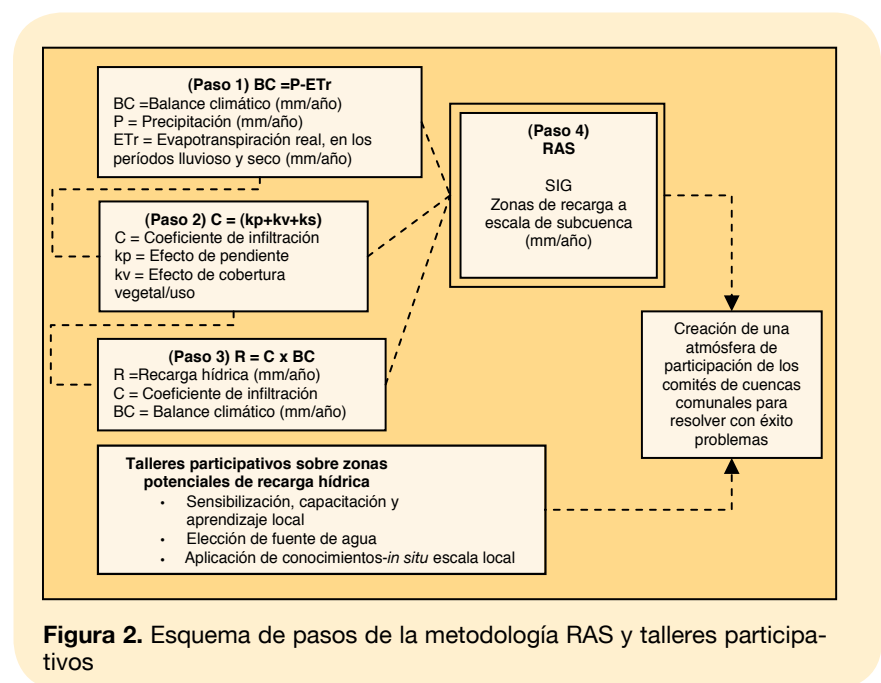 (Paso 1) BC =P-ETr
BC =Balance climático (mm/año)
P = Precipitación (mm/año)
ETr = Evapotranspiración real, en los
períodos lluvioso y seco (mm/año)
(Paso 2) C = (kp+kv+ks)
C = Coeficiente de infiltración
kp = Efecto de pendiente
kv = Efecto de cobertura
vegetal/uso
(Paso 3) R = C x BC
R =Recarga hídrica (mm/año)
C = Coeficiente de infiltración
BC = Balance climático (mm/año)
(Paso 4)
RAS
SIG
Zonas de recarga a
escala de subcuenca
(mm/año)
Creación de una
atmósfera de
participación de los
comités de cuencas
comunales para
resolver con éxito
problemas
Talleres participativos sobre zonas
potenciales de recarga hídrica
• Sensibilización, capacitación y
aprendizaje local
• Elección de fuente de agua
• Aplicación de conocimientos-in situ escala local
Figura 2. Esquema de pasos de la metodología RAS y talleres participa-
tivos